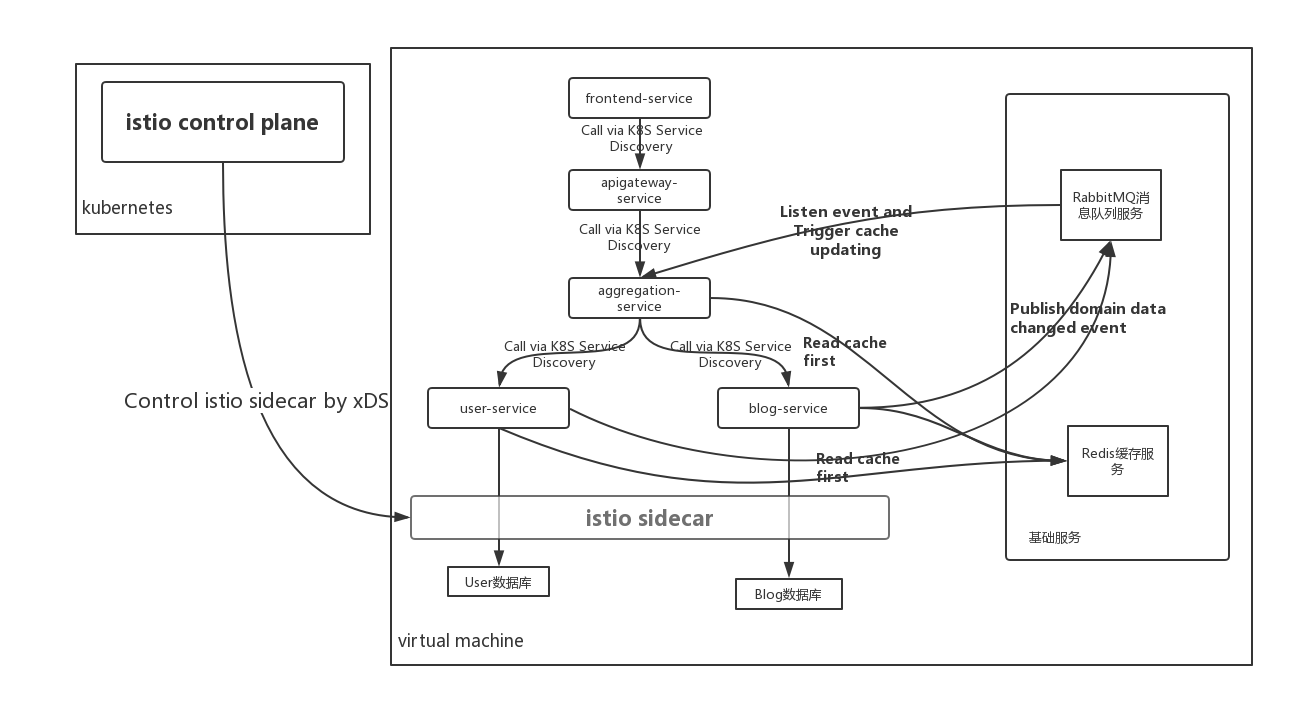 istio control plane
kubernetes
Control istio sidecar by xDS
frontend-service
Call via K8S Service
Discovery
apigateway-
service
Call via K8S Service
Discovery
aggregation-
service
Call via K8S Service
Discovery
Call via K8S Service
Discovery
user-service
blog-service
Listen event and
Trigger cache
updating
Read cache
first
Publish domain data
changed event
Read cache
first
RabbitMQ消
息队列服务
Redis缓存服
务
基础服务
istio sidecar
User数据库
Blog数据库
virtual machine